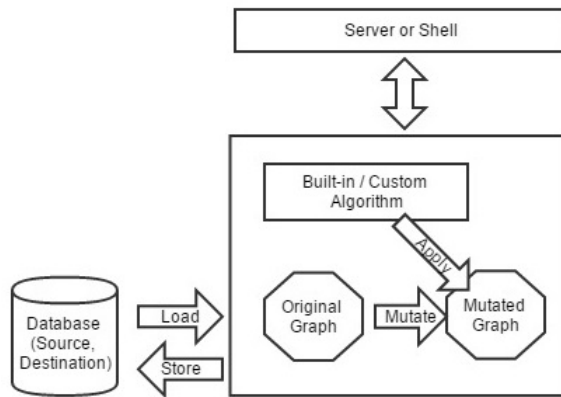 Server or Shell
Built-in / Custom
Algorithm
Apply
Original
Graph
Mutate
Mutated
Graph
Database
(Source,
Destination)
Load
Store